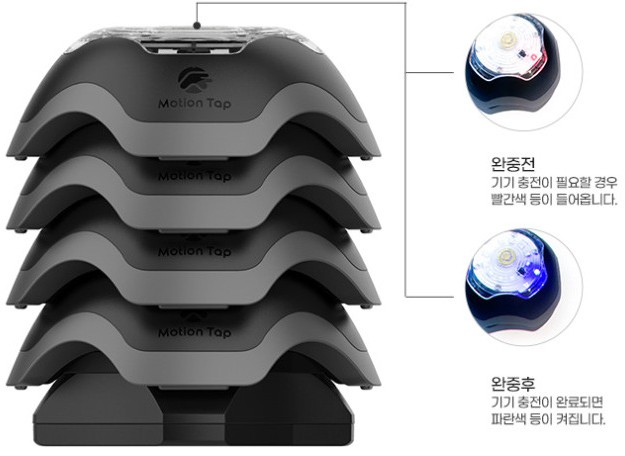 Motion Tap
Motion Tap
Motion Tap
Motion Tap
완충전
기기 충전이 필요할 경우
빨간색 등이 들어옵니다.
완충후
기기 충전이 완료되면
파란색 등이 켜집니다.